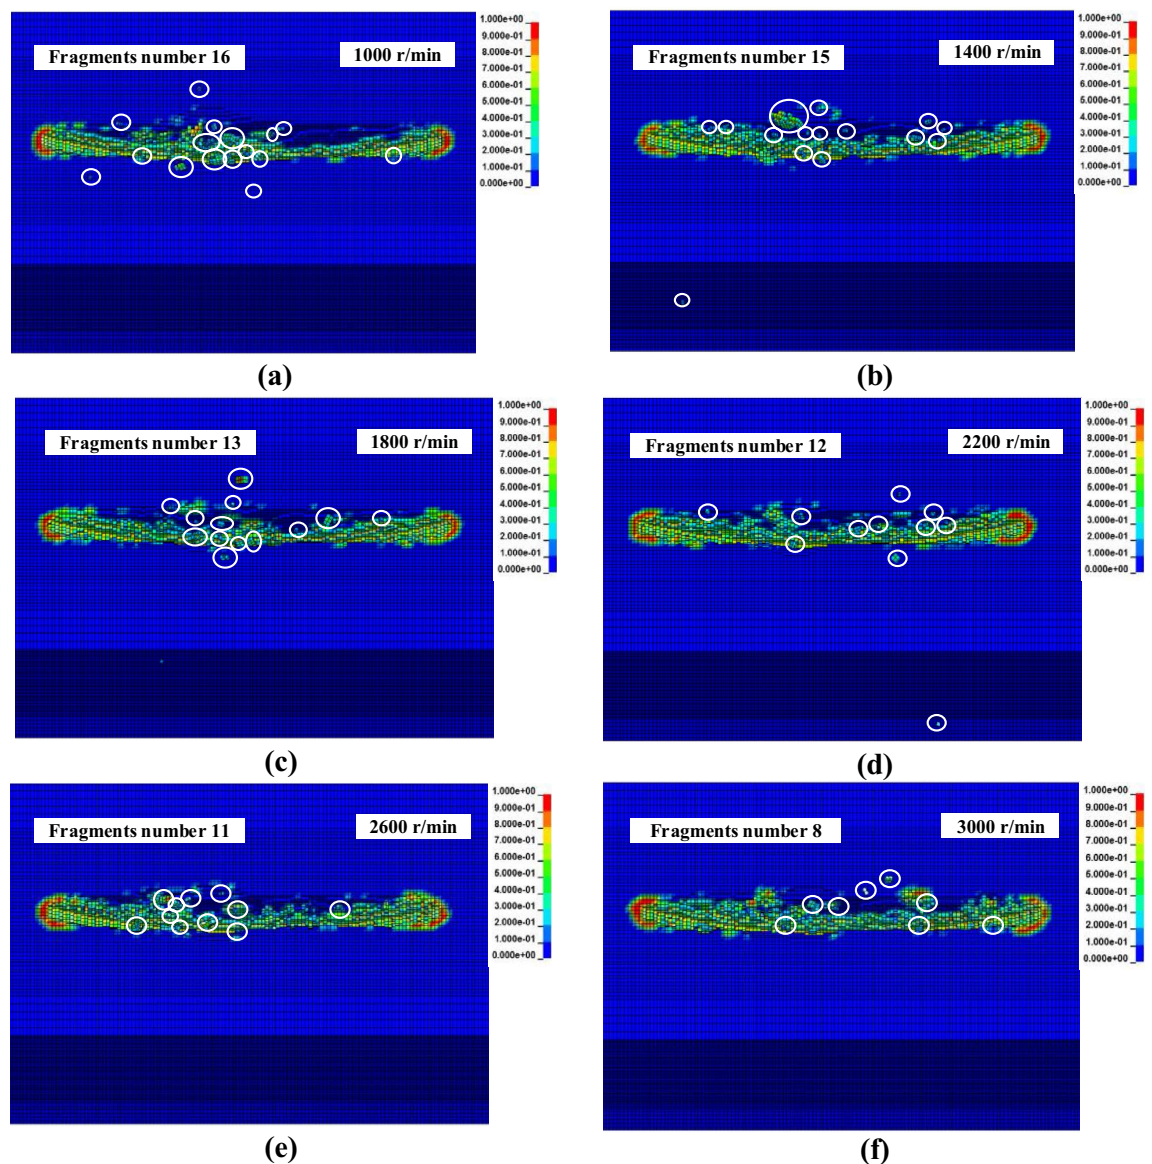 Fragments number 16
1000 r/min
1.000e+00
9.000e-01
8.000e-01
7.000e-01
6.000e-01
5.000e-01
4.000e-01
3.000e-01
2.000e-01
1.000e-01
0.000e+00
(a)
Fragments number 15
1400 r/min
1.000e+00
9.000e-01
8.000e-01
7.000e-01
6.000e-01
5.000e-01
4.000e-01
3.000e-01
2.000e-01
1.000e-01
0.000e+00
(b)
Fragments number 13
1800 r/min
1.000e+00
9.000e-01
8.000e-01
7.000e-01
6.000e-01
5.000e-01
4.000e-01
3.000e-01
2.000e-01
1.000e-01
0.000e+00
(c)
Fragments number 12
2200 r/min
1.000e+00
9.000e-01
8.000e-01
7.000e-01
6.000e-01
5.000e-01
4.000e-01
3.000e-01
2.000e-01
1.000e-01
0.000e+00
(d)
Fragments number 11
2600 r/min
1.000e+00
9.000e-01
8.000e-01
7.000e-01
6.000e-01
5.000e-01
4.000e-01
3.000e-01
2.000e-01
1.000e-01
0.000e+00
(e)
Fragments number 8
3000 r/min
1.000e+00
9.000e-01
8.000e-01
7.000e-01
6.000e-01
5.000e-01
4.000e-01
3.000e-01
2.000e-01
1.000e-01
0.000e+00
(f)